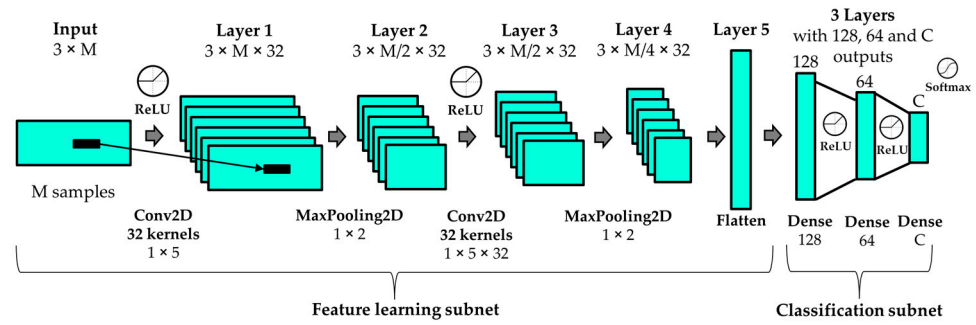 Input
3 × M
Layer 1
3 × M × 32
Layer 2
3 × M/2 × 32
Layer 3
3 × M/2 × 32
Layer 4
3 × M/4 × 32
Layer 5
3 Layers
with 128, 64 and C
outputs
ReLU
ReLU
128
64
C
Softmax
ReLU
ReLU
M samples
Conv2D
32 kernels
1 × 5
MaxPooling2D
1 × 2
Conv2D
32 kernels
1 × 5 × 32
MaxPooling2D
1 × 2
Flatten
Dense
128
Dense
64
Dense
C
Feature learning subnet
Classification subnet